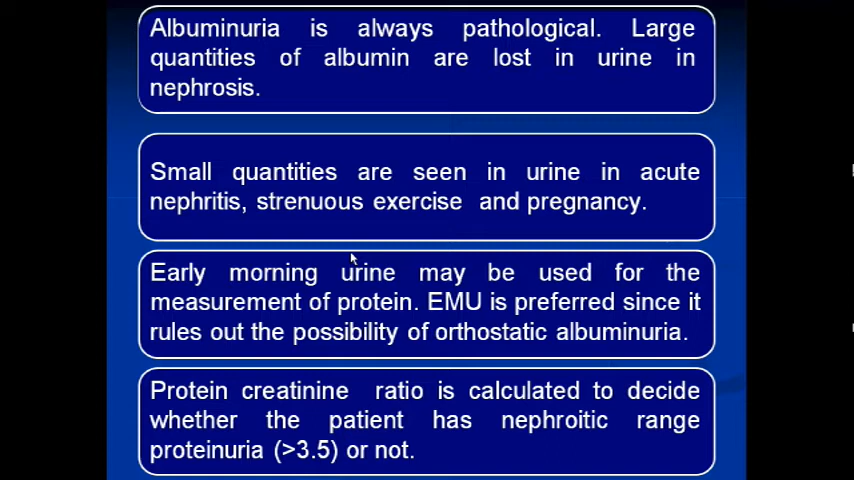 Albuminuria is always pathological. Large
quantities of albumin are lost in urine in
nephrosis.
Small quantities are seen in urine in acute
nephritis, strenuous exercise and pregnancy.
Early morning urine may be used for the
measurement of protein. EMU is preferred since it
rules out the possibility of orthostatic albuminuria.
Protein creatinine ratio is calculated to decide
whether the patient has nephroitic range
proteinuria (>3.5) or not.